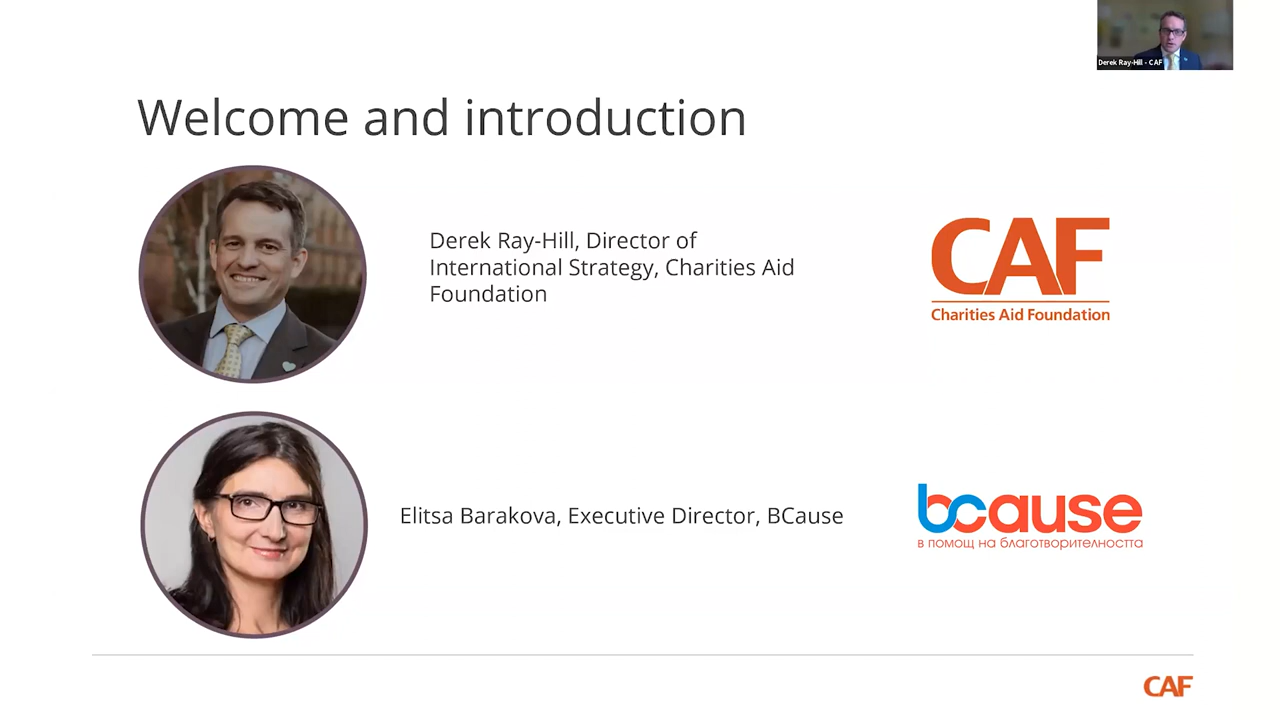 Derek Ray-Hill - CAF
Welcome and introduction
Derek Ray-Hill, Director of
International Strategy, Charities Aid
Foundation
CAF
Charities Aid Foundation
Elitsa Barakova, Executive Director, BCause
bcause
в помощ на благотворителността
CAF